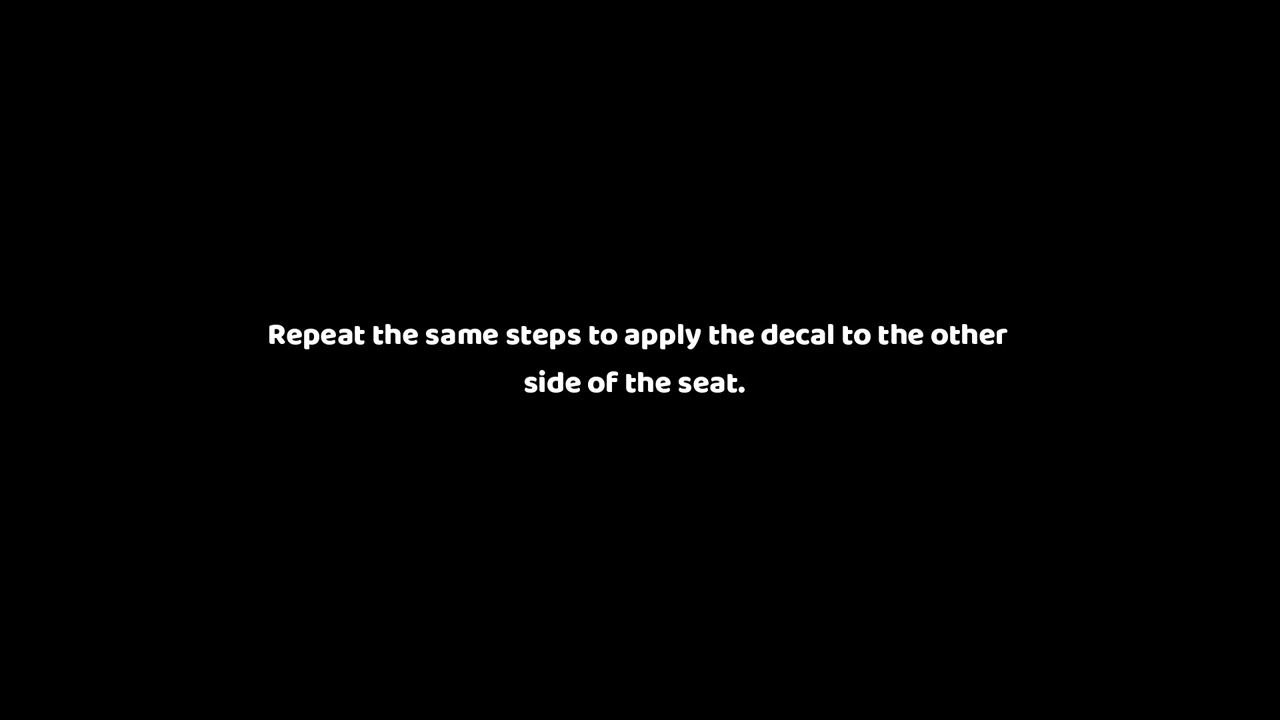 Repeat the same steps to apply the decal to the other
side of the seat.